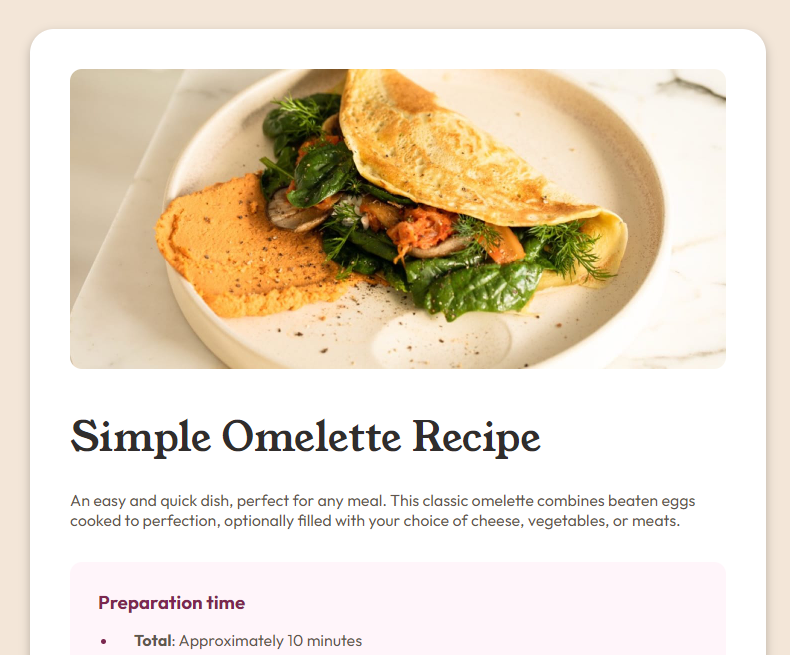 Simple Omelette Recipe
An easy and quick dish, perfect for any meal. This classic omelette combines beaten eggs
cooked to perfection, optionally filled with your choice of cheese, vegetables, or meats.
Preparation time
• Total: Approximately 10 minutes